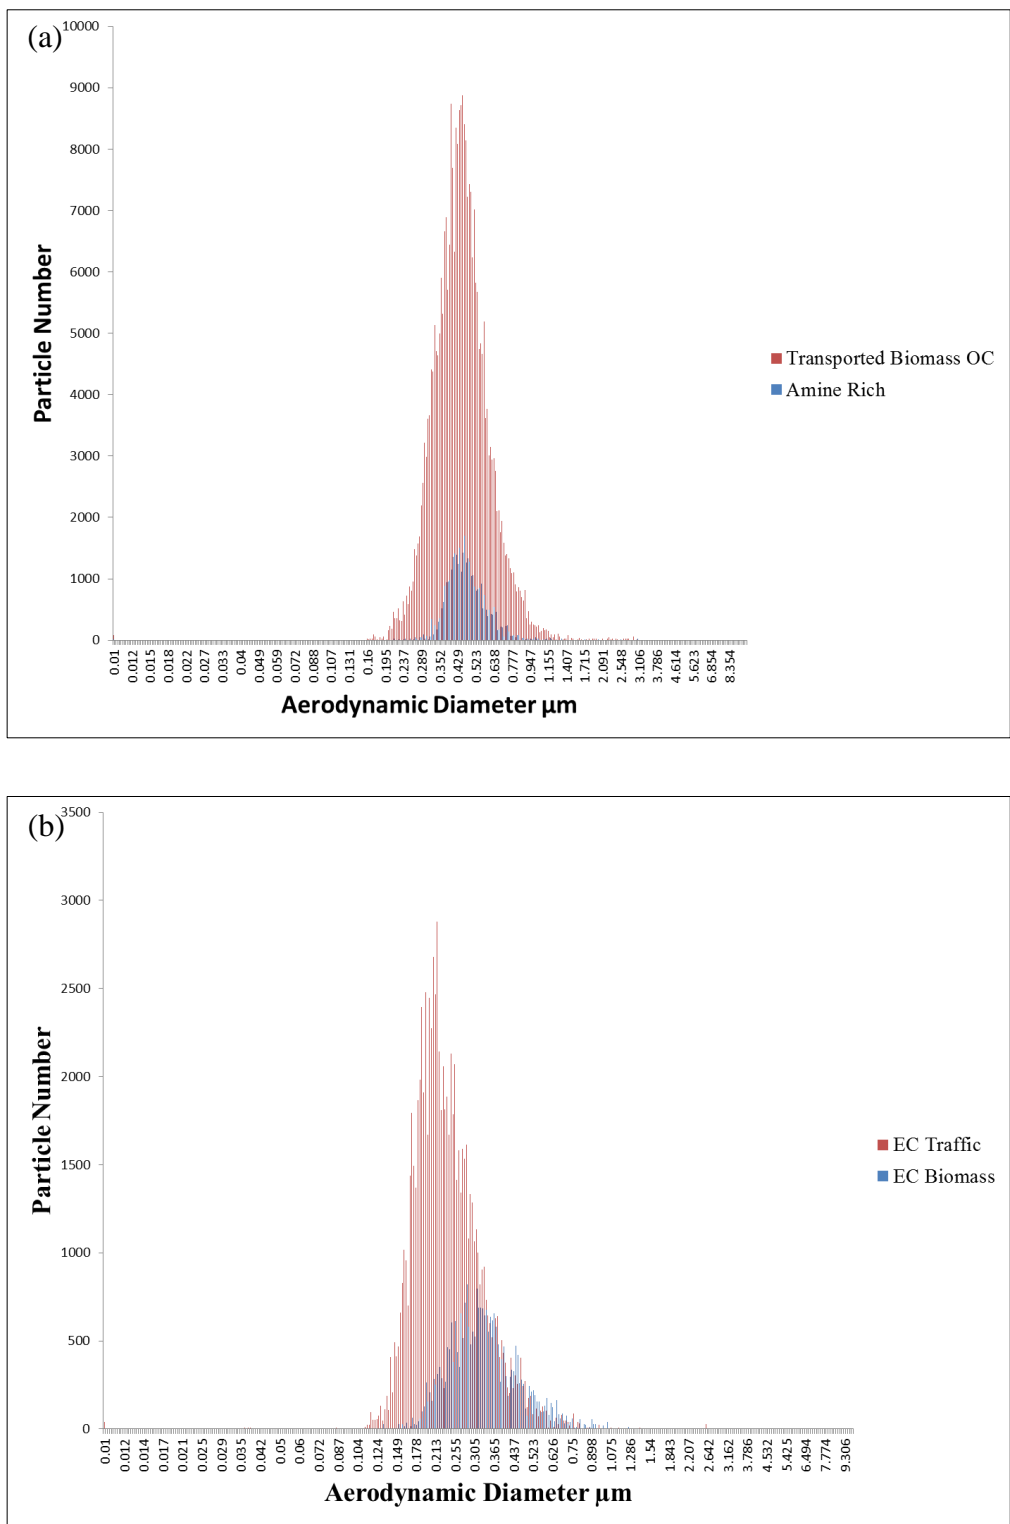 (a)
10000
9000
8000
7000
6000
5000
4000
3000
2000
1000
0
Particle Number
Transported Biomass OC
Amine Rich
0.01 0.012 0.015 0.018 0.022 0.027 0.033 0.04 0.049 0.059 0.072 0.088 0.107 0.131 0.16 0.195 0.237 0.289 0.352 0.429 0.523 0.638 0.777 0.947 1.155 1.407 1.715 2.091 2.548 3.106 3.786 4.614 5.623 6.854 8.354
Aerodynamic Diameter µm
(b)
3500
3000
2500
2000
1500
1000
500
0
Particle Number
EC Traffic
EC Biomass
0.01 0.012 0.014 0.017 0.021 0.025 0.029 0.035 0.042 0.05 0.06 0.072 0.087 0.104 0.124 0.149 0.178 0.213 0.255 0.305 0.365 0.437 0.523 0.626 0.75 0.898 1.075 1.286 1.54 1.843 2.207 2.642 3.162 3.786 4.532 5.425 6.494 7.774 9.306
Aerodynamic Diameter µm